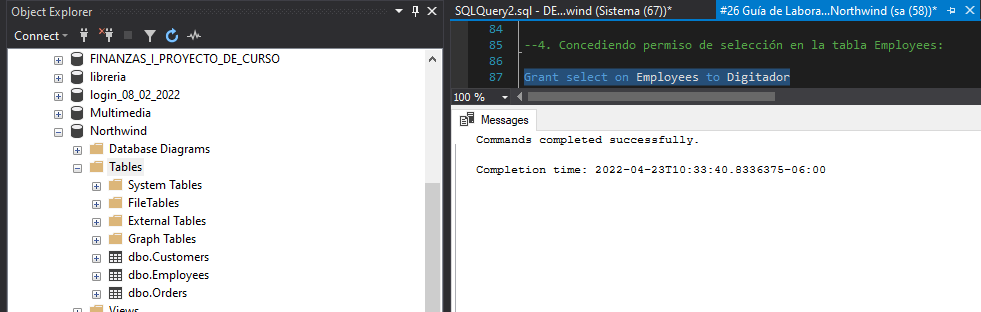 Object Explorer
Connect
FINANZAS_I_PROYECTO_DE_CURSO
libreria
login_08_02_2022
Multimedia
Northwind
Database Diagrams
Tables
System Tables
FileTables
External Tables
Graph Tables
dbo.Customers
dbo.Employees
dbo.Orders
Views
SQLQuery2.sql - DE...wind (Sistema (67))*
#26 Guía de Labora...Northwind (sa (58))*
84
85 --4. Concediendo permiso de selección en la tabla Employees:
86
87 Grant select on Employees to Digitador
100 %
Messages
Commands completed successfully.
Completion time: 2022-04-23T10:33:40.8336375-06:00